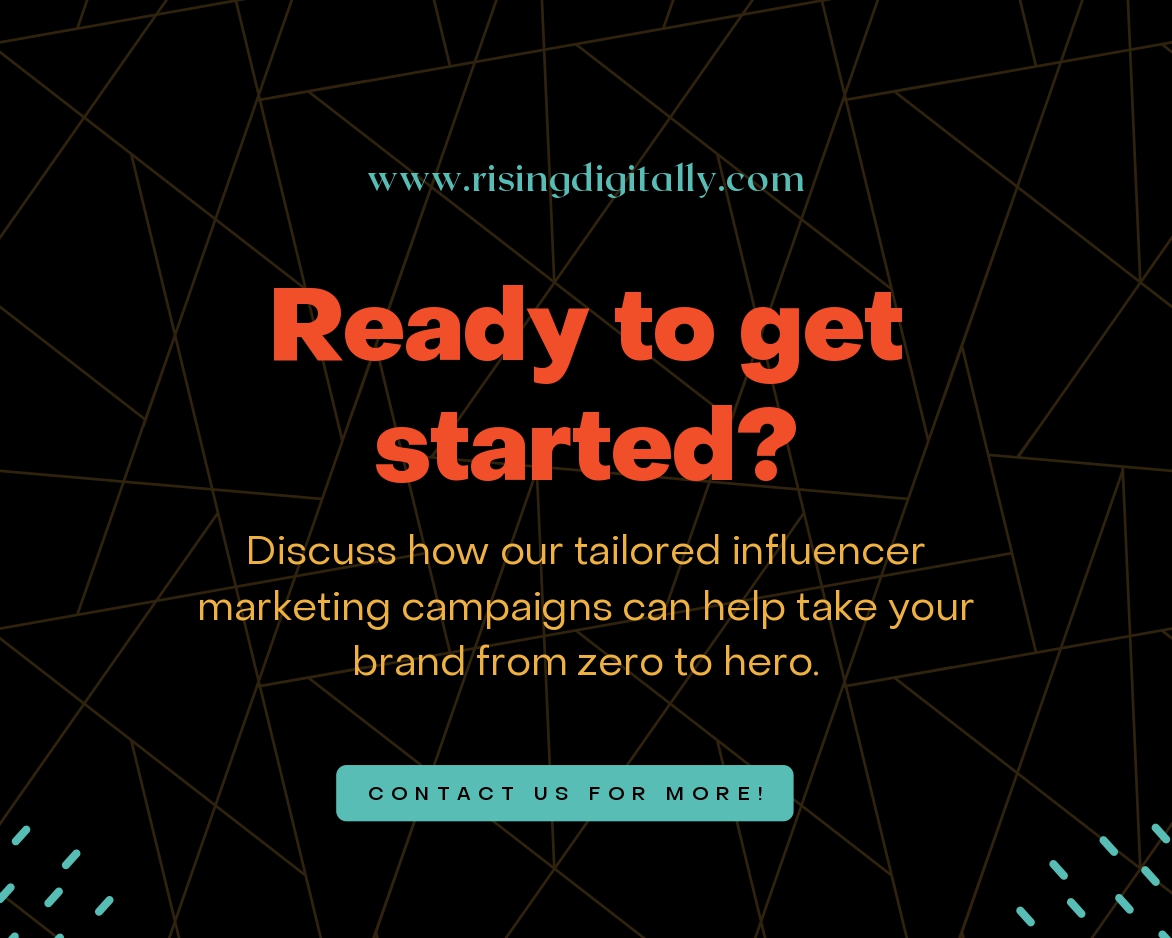 www.risingdigitally.com
Ready to get
started?
Discuss how our tailored influencer
marketing campaigns can help take your
brand from zero to hero.
CONTACT US FOR MORE!